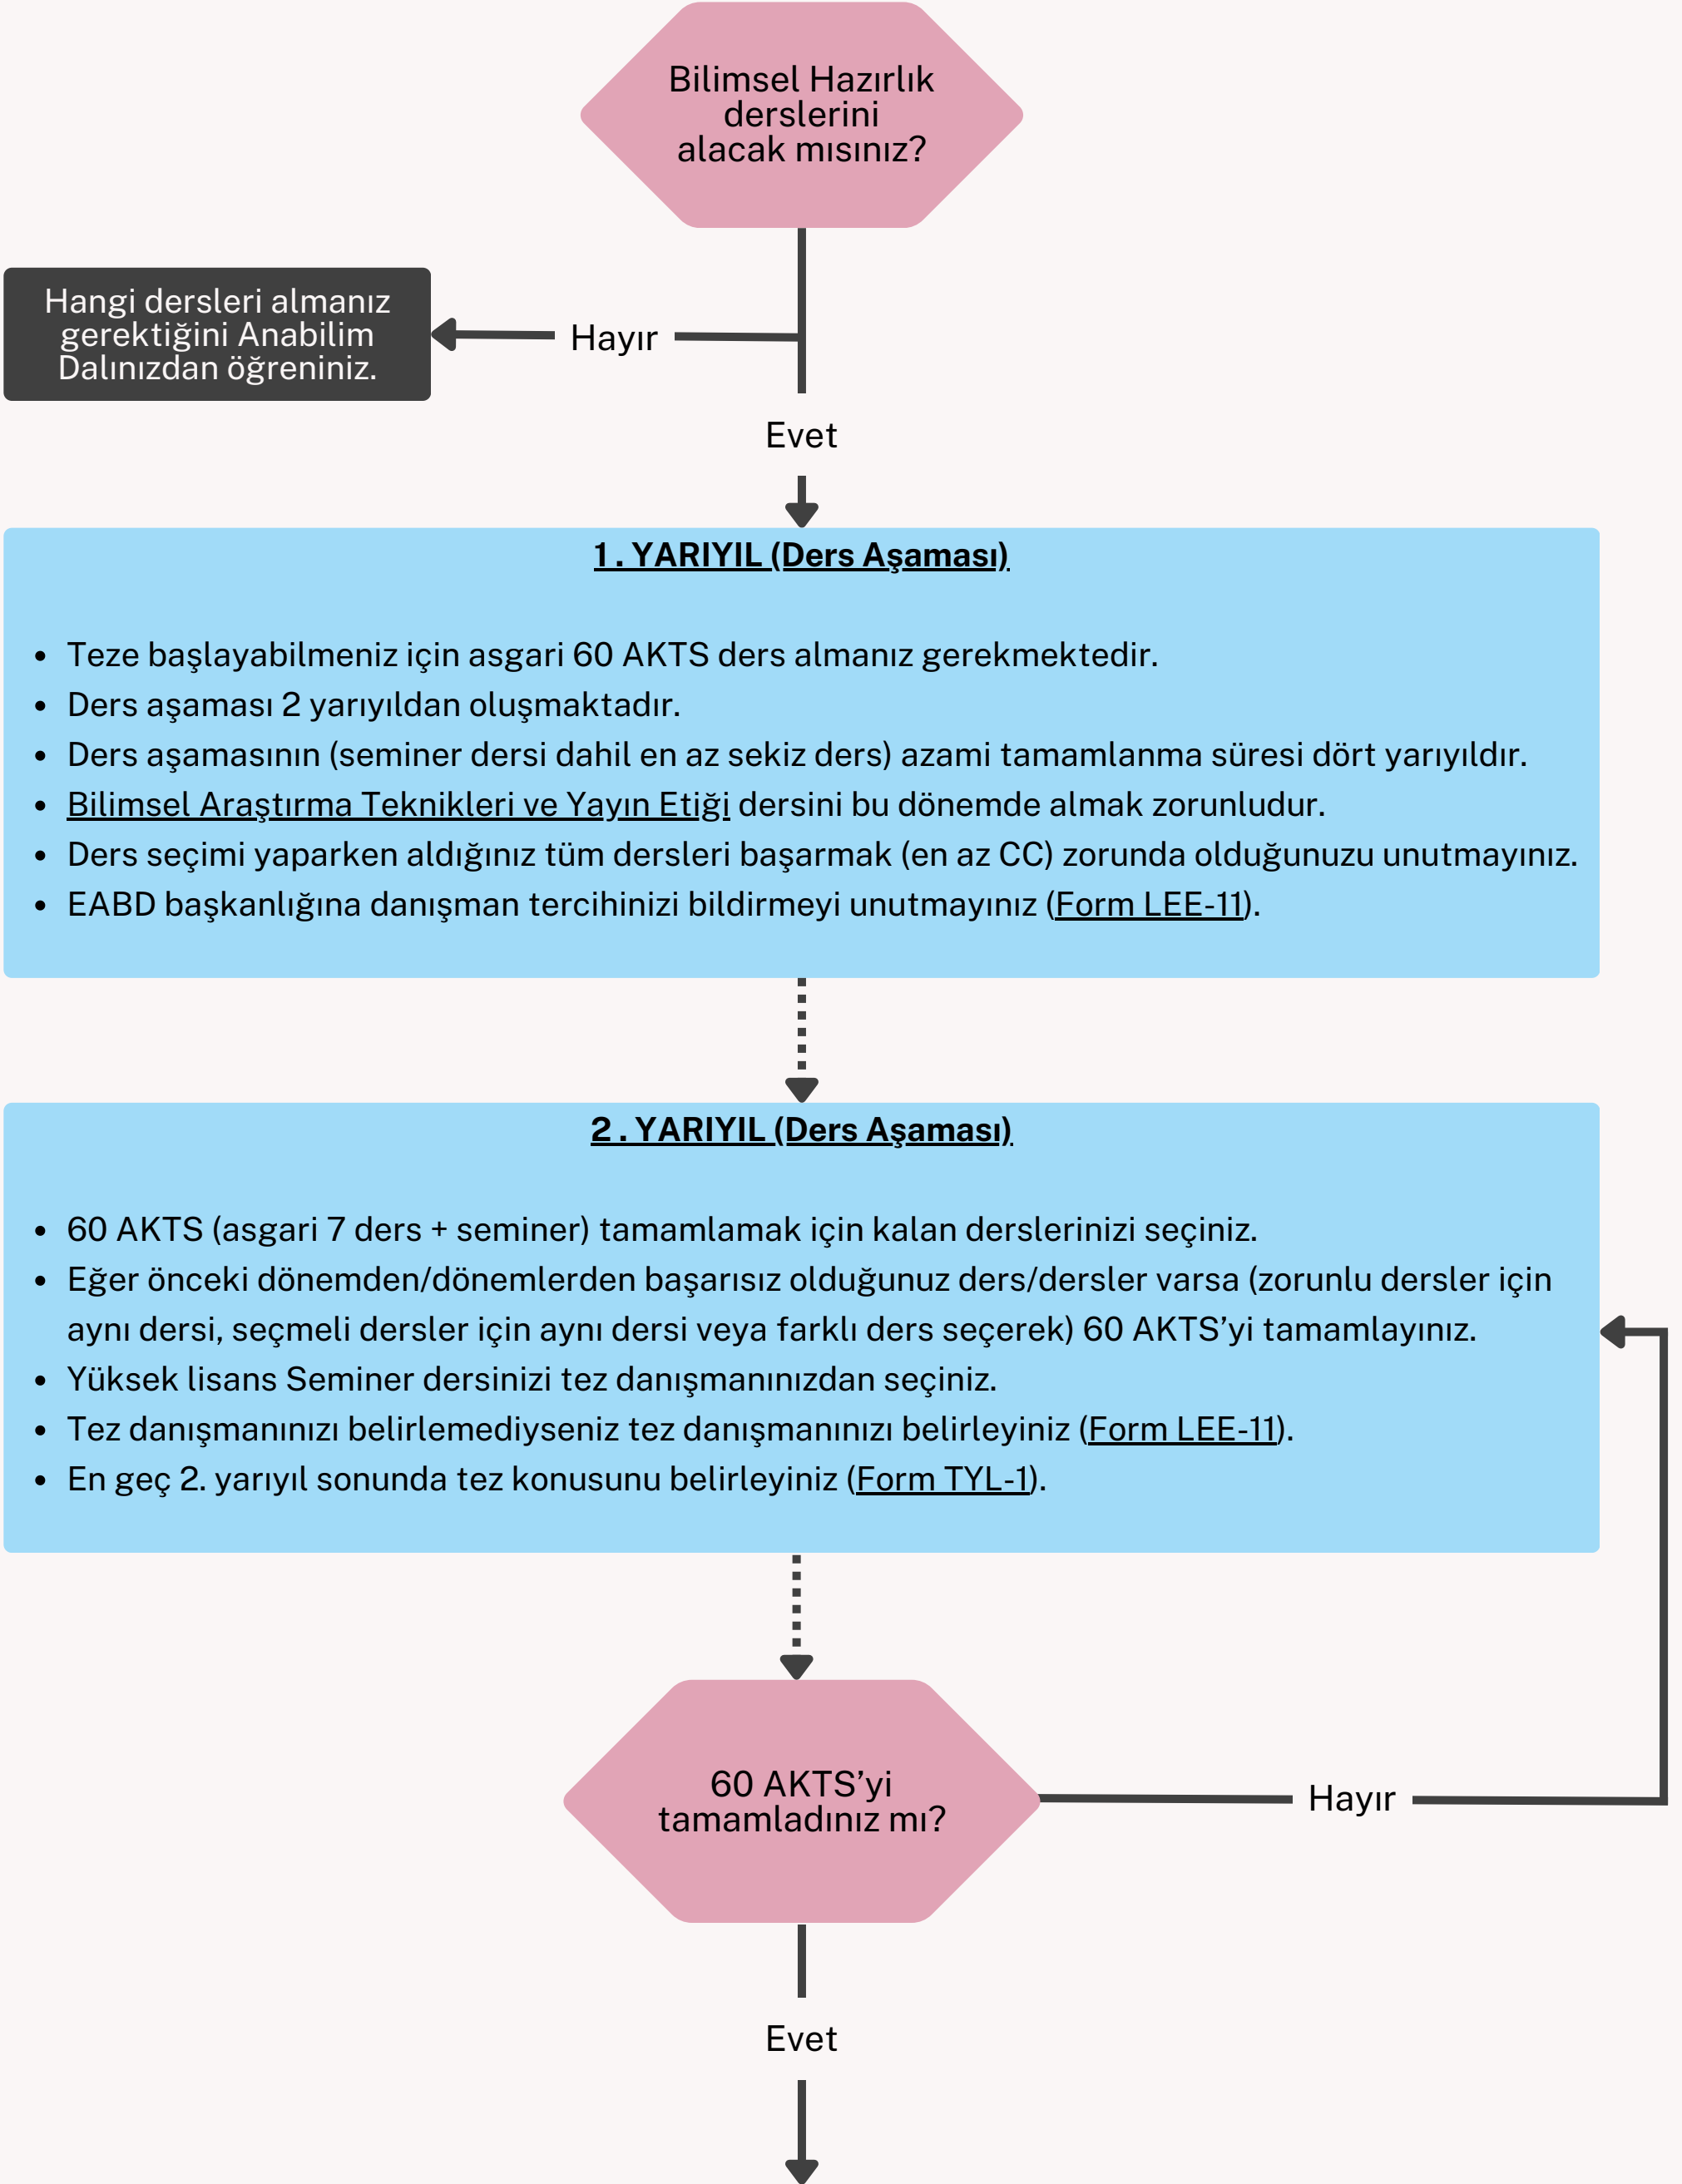 Bilimsel Hazırlık
derslerini
alacak mısınız?
Hangi dersleri almanız
gerektiğini Anabilim
Dalınızdan öğreniniz.
Hayır
Evet
1 . YARIYIL (Ders Aşaması)
• Teze başlayabilmeniz için asgari 60 AKTS ders almanız gerekmektedir.
• Ders aşaması 2 yarıyıldan oluşmaktadır.
• Ders aşamasının (seminer dersi dahil en az sekiz ders) azami tamamlanma süresi dört yarıyıldır.
• Bilimsel Araştırma Teknikleri ve Yayın Etiği dersini bu dönemde almak zorunludur.
• Ders seçimi yaparken aldığınız tüm dersleri başarmak (en az CC) zorunda olduğunuzu unutmayınız.
• EABD başkanlığına danışman tercihinizi bildirmeyi unutmayınız (Form LEE-11).
2 . YARIYIL (Ders Aşaması)
• 60 AKTS (asgari 7 ders + seminer) tamamlamak için kalan derslerinizi seçiniz.
• Eğer önceki dönemden/dönemlerden başarısız olduğunuz ders/dersler varsa (zorunlu dersler için
aynı dersi, seçmeli dersler için aynı dersi veya farklı ders seçerek) 60 AKTS’yi tamamlayınız.
• Yüksek lisans Seminer dersinizi tez danışmanınızdan seçiniz.
• Tez danışmanınızı belirlemediyseniz tez danışmanınızı belirleyiniz (Form LEE-11).
• En geç 2. yarıyıl sonunda tez konusunu belirleyiniz (Form TYL-1).
60 AKTS’yi
tamamladınız mı?
Hayır
Evet